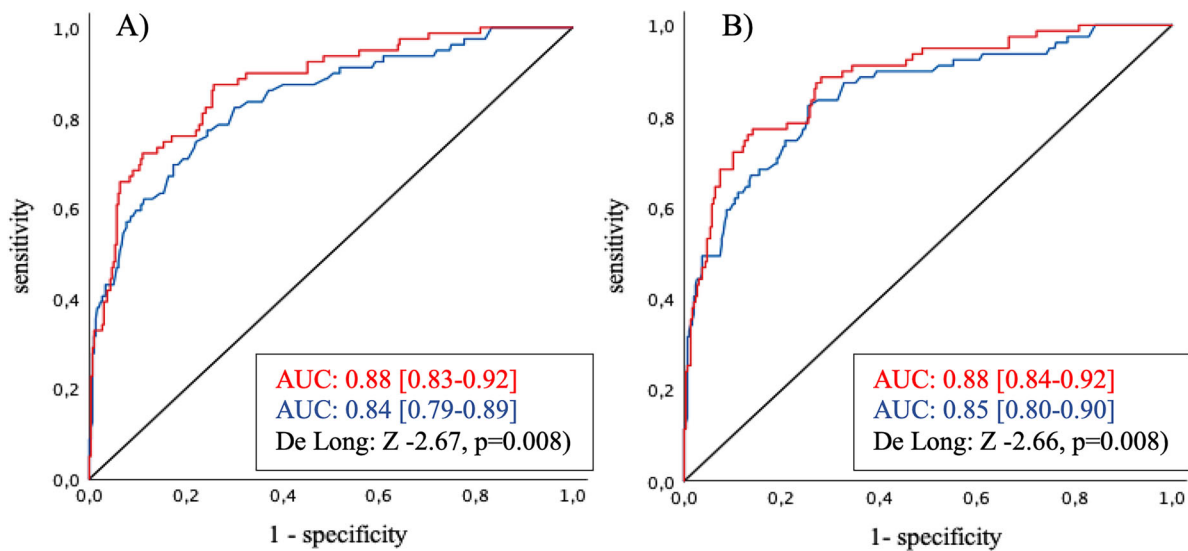 A)
1,0
0,8
0,6
0,4
0,2
0,0
sensitivity
0,0
0,2
0,4
0,6
0,8
1,0
1 - specificity
AUC: 0.88 [0.83-0.92]
AUC: 0.84 [0.79-0.89]
De Long: Z -2.67, p=0.008)
B)
1,0
0,8
0,6
0,4
0,2
0,0
sensitivity
0,0
0,2
0,4
0,6
0,8
1,0
1- specificity
AUC: 0.88 [0.84-0.92]
AUC: 0.85 [0.80-0.90]
De Long: Z -2.66, p=0.008)